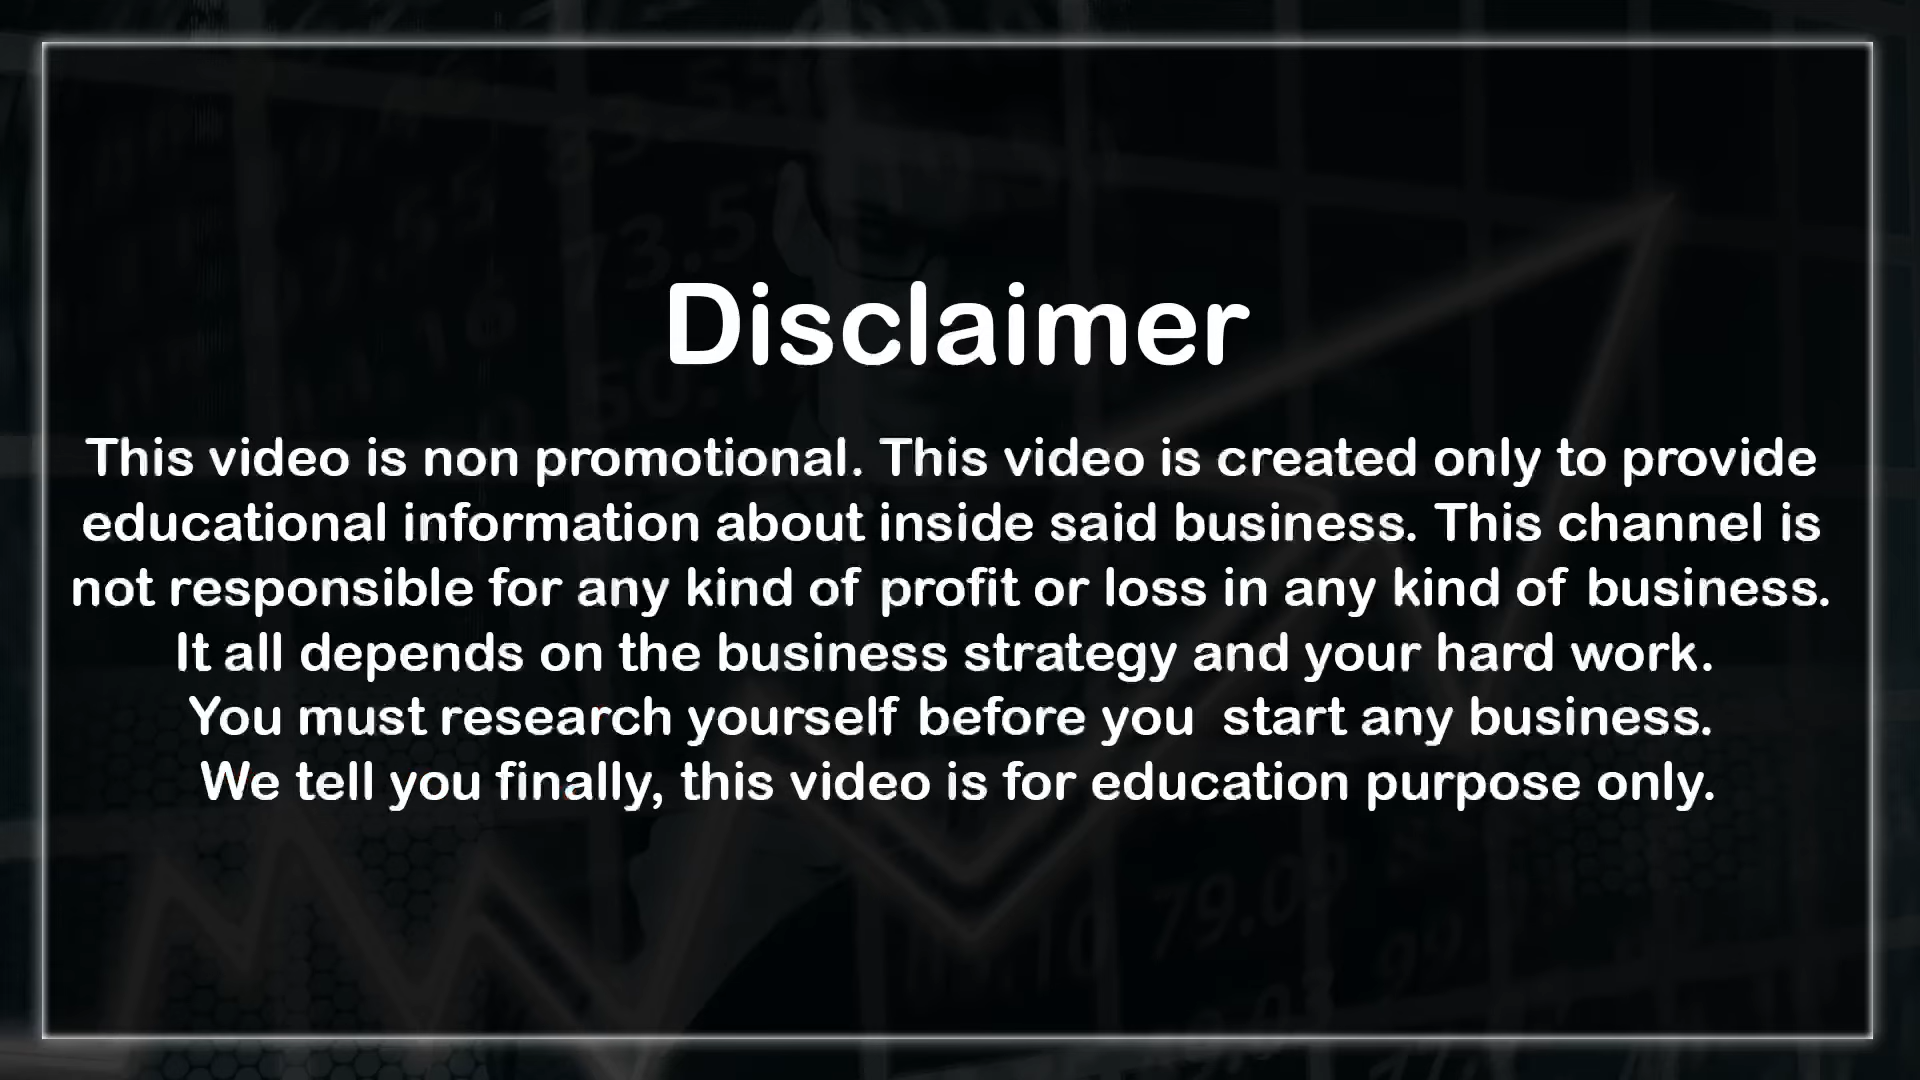 Disclaimer
This video is non promotional. This video is created only to provide
educational information about inside said business. This channel is
not responsible for any kind of profit or loss in any kind of business.
It all depends on the business strategy and your hard work.
You must research yourself before you start any business.
We tell you finally, this video is for education purpose only.